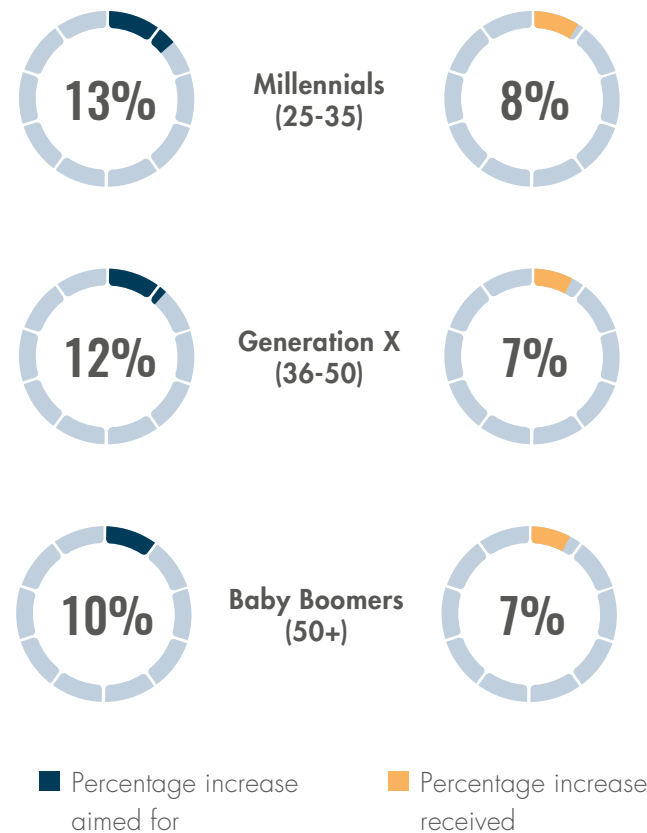 13%
Millennials
(25-35)
8%
12%
Generation X
(36-50)
7%
10%
Baby Boomers
(50+)
7%
Percentage increase
aimed for
Percentage increase
received